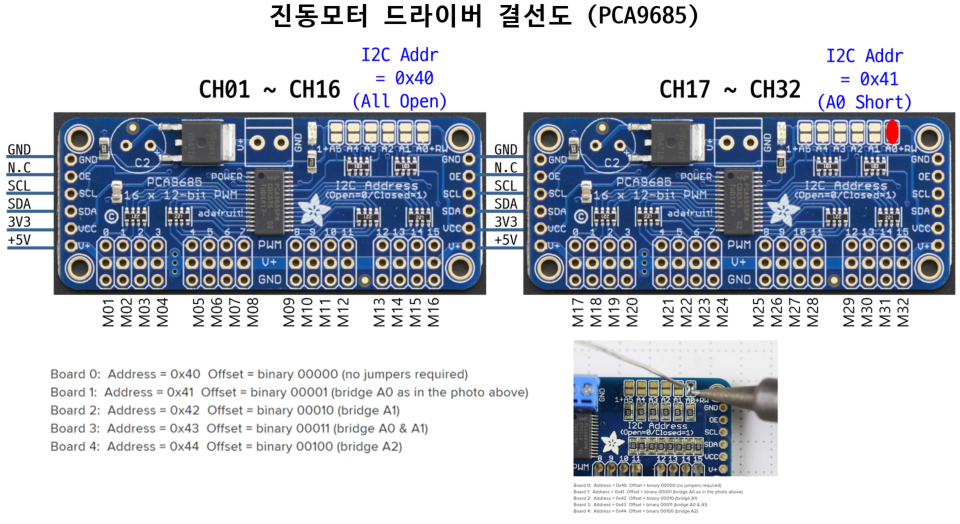 진동모터 드라이버 결선도 (PCA9685)
I2C Addr
= 0x40
(All Open)
CH01 ~ CH16
I2C Addr
= 0x41
(A0 Short)
CH17 ~ CH32
GND
N.C
SCL
SDA
3V3
+5V
C2
V+
GND
1+A5 A4 A3 A2 A1 A0+RW
GND
OE
SCL
SDA
VCC
V+
PCA9685
16 x 12-bit PWM
POWER
adafruit!
I2C Address
(Open=0/Closed=1)
GND
OE
SCL
SDA
VCC
V+
0 1 2 3 4 5 6 7 8 9 10 11 12 13 14 15
PWM
V+
GND
M01 M02 M03 M04 M05 M06 M07 M08 M09 M10 M11 M12 M13 M14 M15 M16
GND
N.C
SCL
SDA
3V3
+5V
C2
V+
GND
1+A5 A4 A3 A2 A1 A0+RW
GND
OE
SCL
SDA
VCC
V+
PCA9685
16 x 12-bit PWM
POWER
adafruit!
I2C Address
(Open=0/Closed=1)
GND
OE
SCL
SDA
VCC
V+
0 1 2 3 4 5 6 7 8 9 10 11 12 13 14 15
PWM
V+
GND
M17 M18 M19 M20 M21 M22 M23 M24 M25 M26 M27 M28 M29 M30 M31 M32
Board 0: Address = 0x40 Offset = binary 00000 (no jumpers required)
Board 1: Address = 0x41 Offset = binary 00001 (bridge A0 as in the photo above)
Board 2: Address = 0x42 Offset = binary 00010 (bridge A1)
Board 3: Address = 0x43 Offset = binary 00011 (bridge A0 & A1)
Board 4: Address = 0x44 Offset = binary 00100 (bridge A2)
GND
1+A5 A4 A3 A2 A1 A0+RW
GND
OE
I2C Address
(Open=0/Closed=1)
SCL
SDA
VCC
V+
8 9 10 11 12 13 14 15
PWM
Board 0: Address = 0x40 Offset = binary 00000 (no jumpers required)
Board 1: Address = 0x41 Offset = binary 00001 (bridge A0 as in the photo above)
Board 2: Address = 0x42 Offset = binary 00010 (bridge A1)
Board 3: Address = 0x43 Offset = binary 00011 (bridge A0 & A1)
Board 4: Address = 0x44 Offset = binary 00100 (bridge A2)